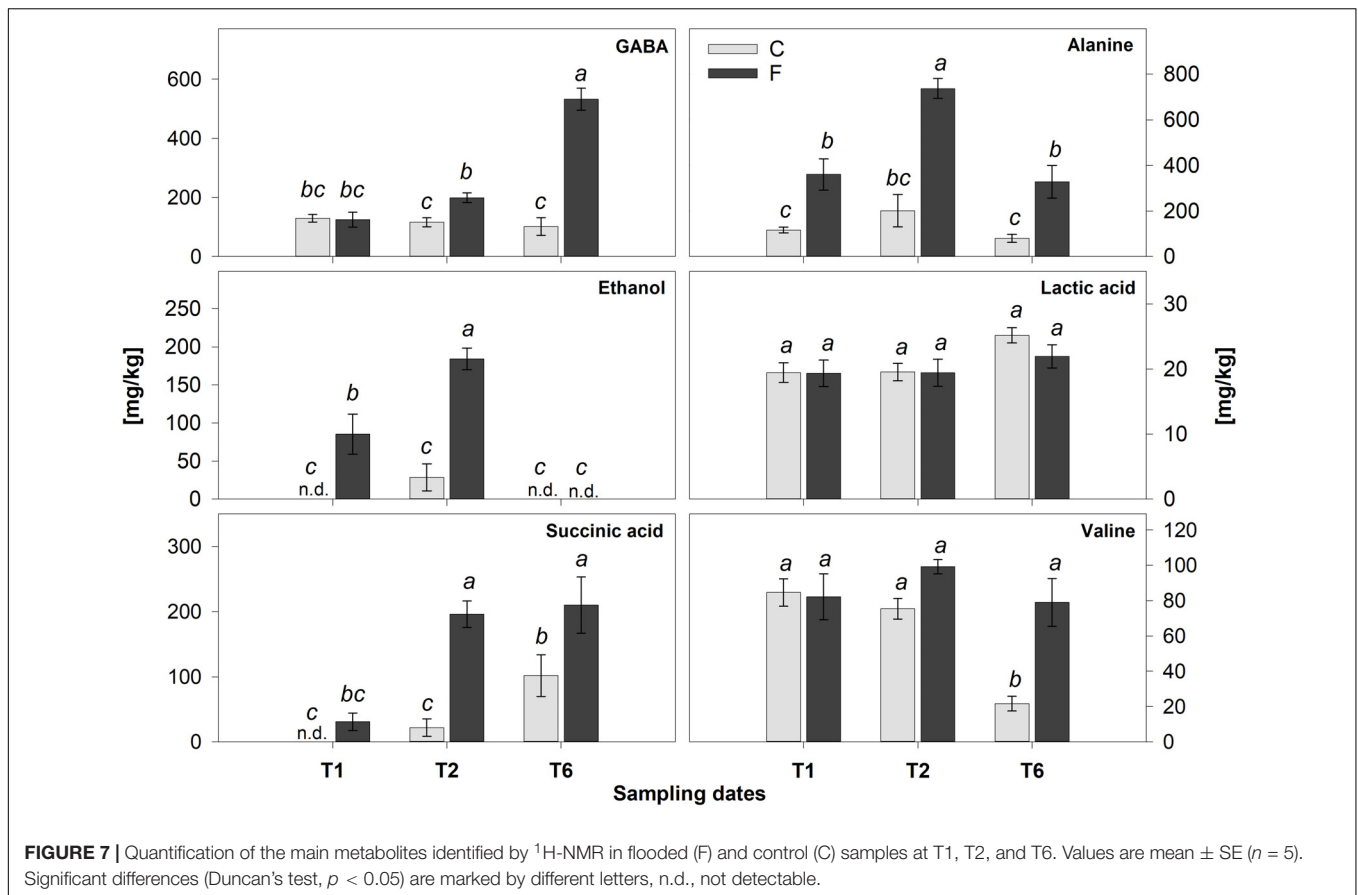 GABA
600
400
200
0
bc bc c b c a
C
F
Alanine
800
600
400
200
0
c b bc a c b
Ethanol
250
200
150
100
50
0
c b c a c c
n.d. n.d. n.d.
Lactic acid
30
20
10
0
a a a a a a
[mg/kg]
[mg/kg]
Succinic acid
300
200
100
0
c bc c a b a
n.d.
Valine
120
100
80
60
40
20
0
a a a a b a
T1 T2 T6 T1 T2 T6
Sampling dates
FIGURE 7 | Quantification of the main metabolites identified by ¹H-NMR in flooded (F) and control (C) samples at T1, T2, and T6. Values are mean ± SE (n = 5).
Significant differences (Duncan's test, p < 0.05) are marked by different letters, n.d., not detectable.